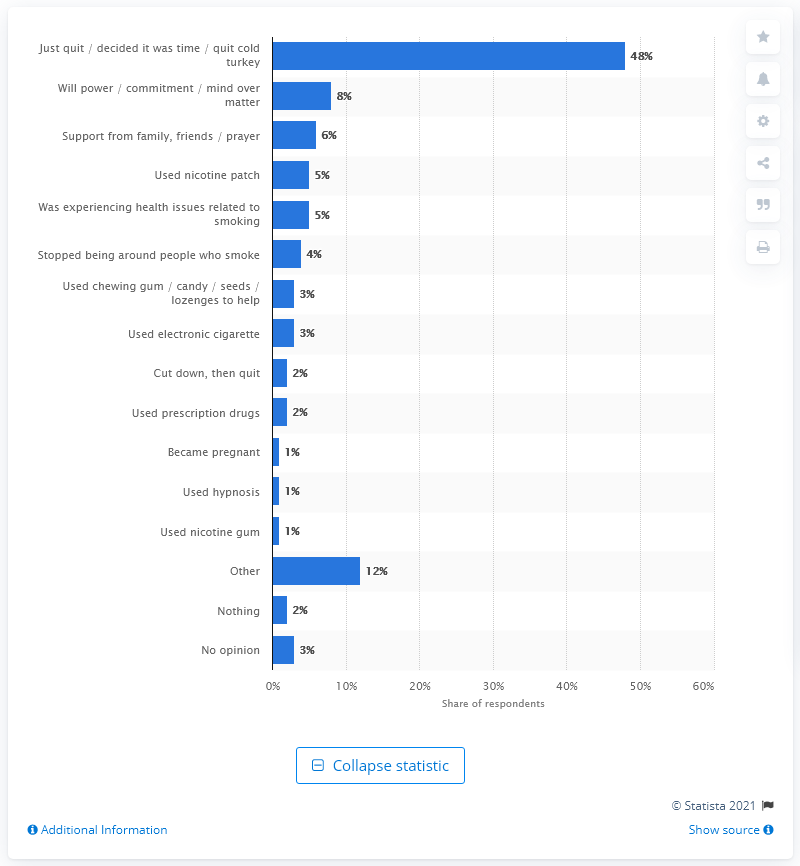 Just quit / decided it was time / quit cold
turkey
48%
Will power / commitment / mind over
matter
8%
Support from family, friends / prayer
6%
Used nicotine patch
5%
Was experiencing health issues related to
smoking
5%
Stopped being around people who smoke
4%
Used chewing gum / candy / seeds /
lozenges to help
3%
Used electronic cigarette
3%
Cut down, then quit
2%
Used prescription drugs
2%
Became pregnant
1%
Used hypnosis
1%
Used nicotine gum
1%
Other
12%
Nothing
2%
No opinion
3%
0% 10% 20% 30% 40% 50% 60%
Share of respondents
Collapse statistic
© Statista 2021
Additional Information
Show source